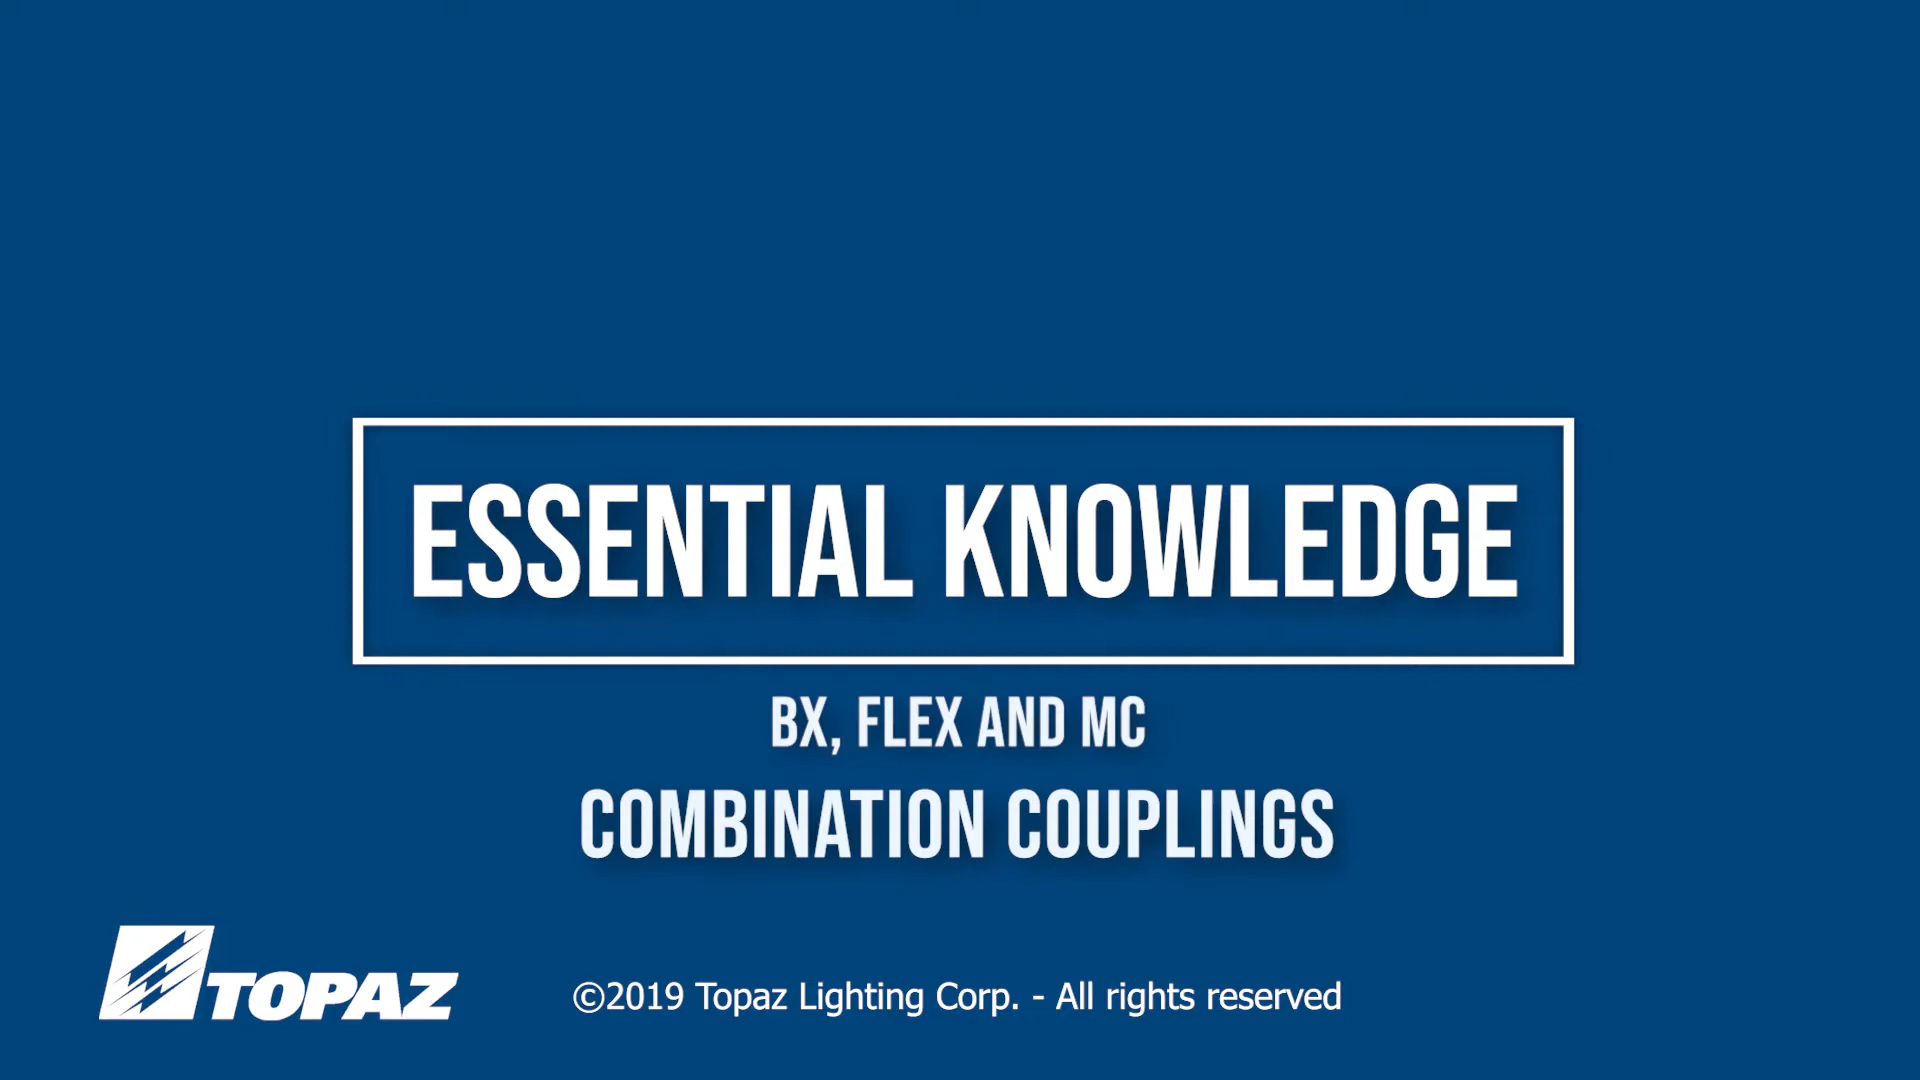 ESSENTIAL KNOWLEDGE
BX, FLEX AND MC
COMBINATION COUPLINGS
TOPAZ
©2019 Topaz Lighting Corp. - All rights reserved